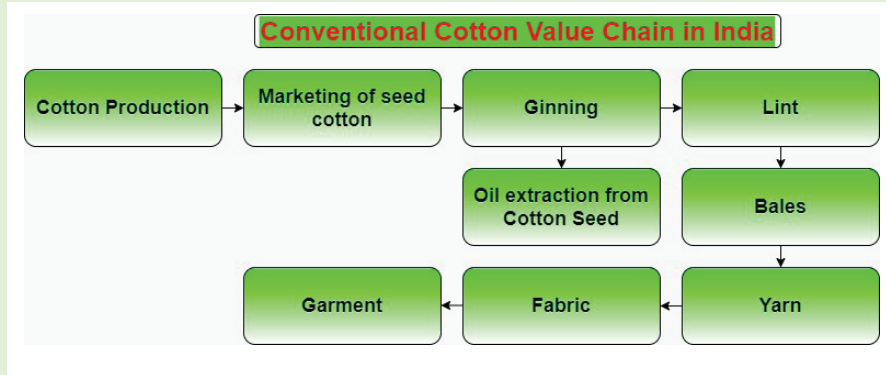 Conventional Cotton Value Chain in India
Cotton Production
Marketing of seed
cotton
Ginning
Lint
Oil extraction from
Cotton Seed
Bales
Garment
Fabric
Yarn